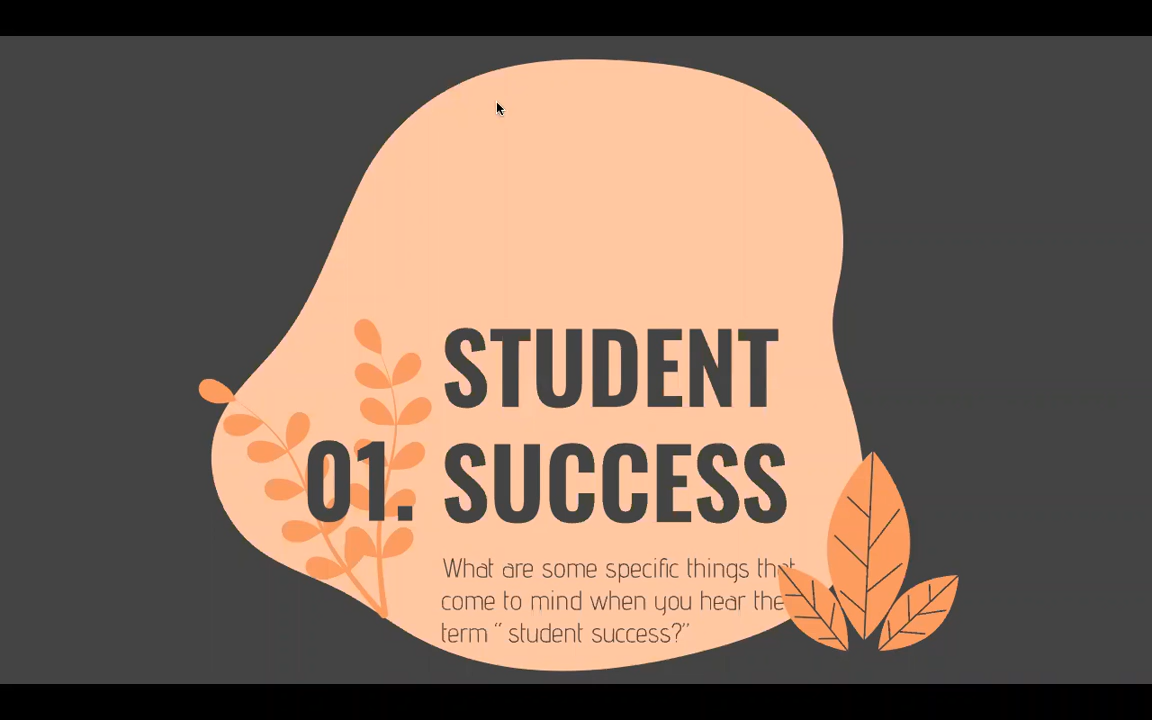 STUDENT
01. SUCCESS
What are some specific things that
come to mind when you hear the
term “ student success?”